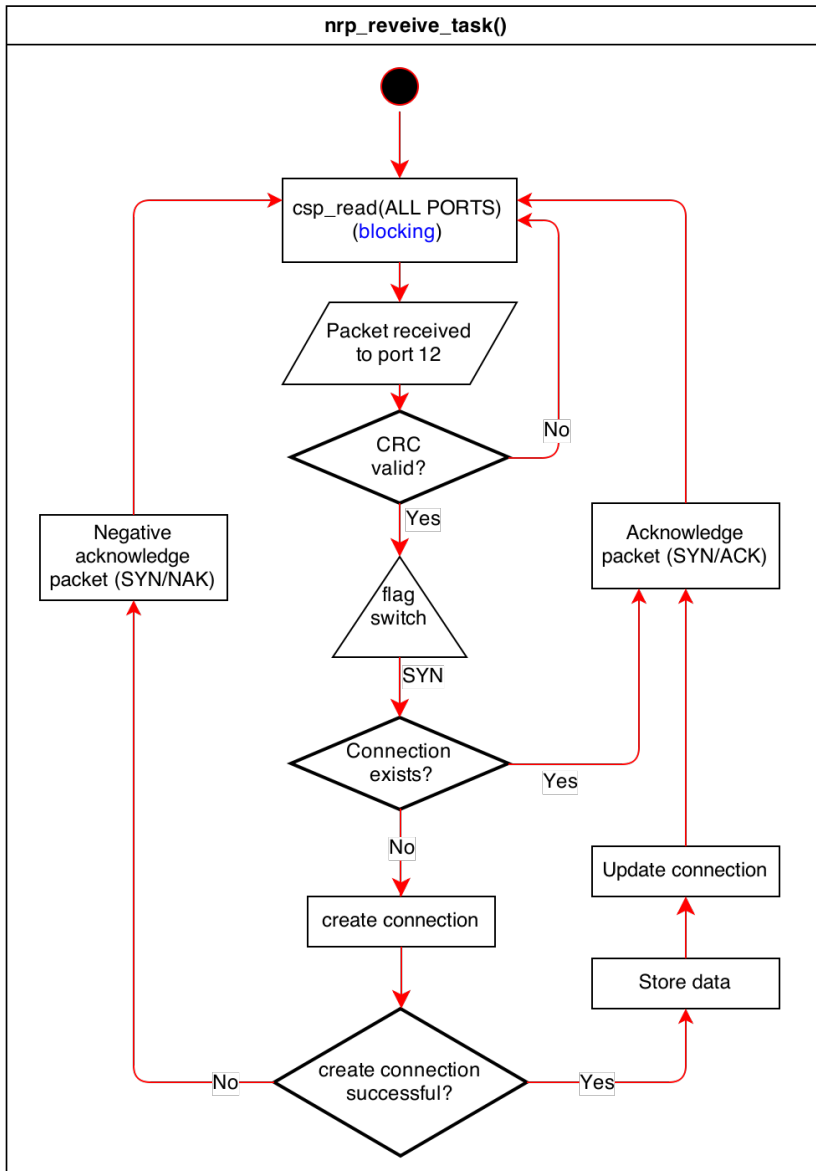 nrp_reveive_task()
csp_read(ALL PORTS)
(blocking)
Packet received
to port 12
No
CRC
valid?
Yes
Negative
acknowledge
packet (SYN/NAK)
Acknowledge
packet (SYN/ACK)
flag
switch
SYN
Connection
exists?
Yes
No
Update connection
create connection
Store data
create connection
successful?
No
Yes